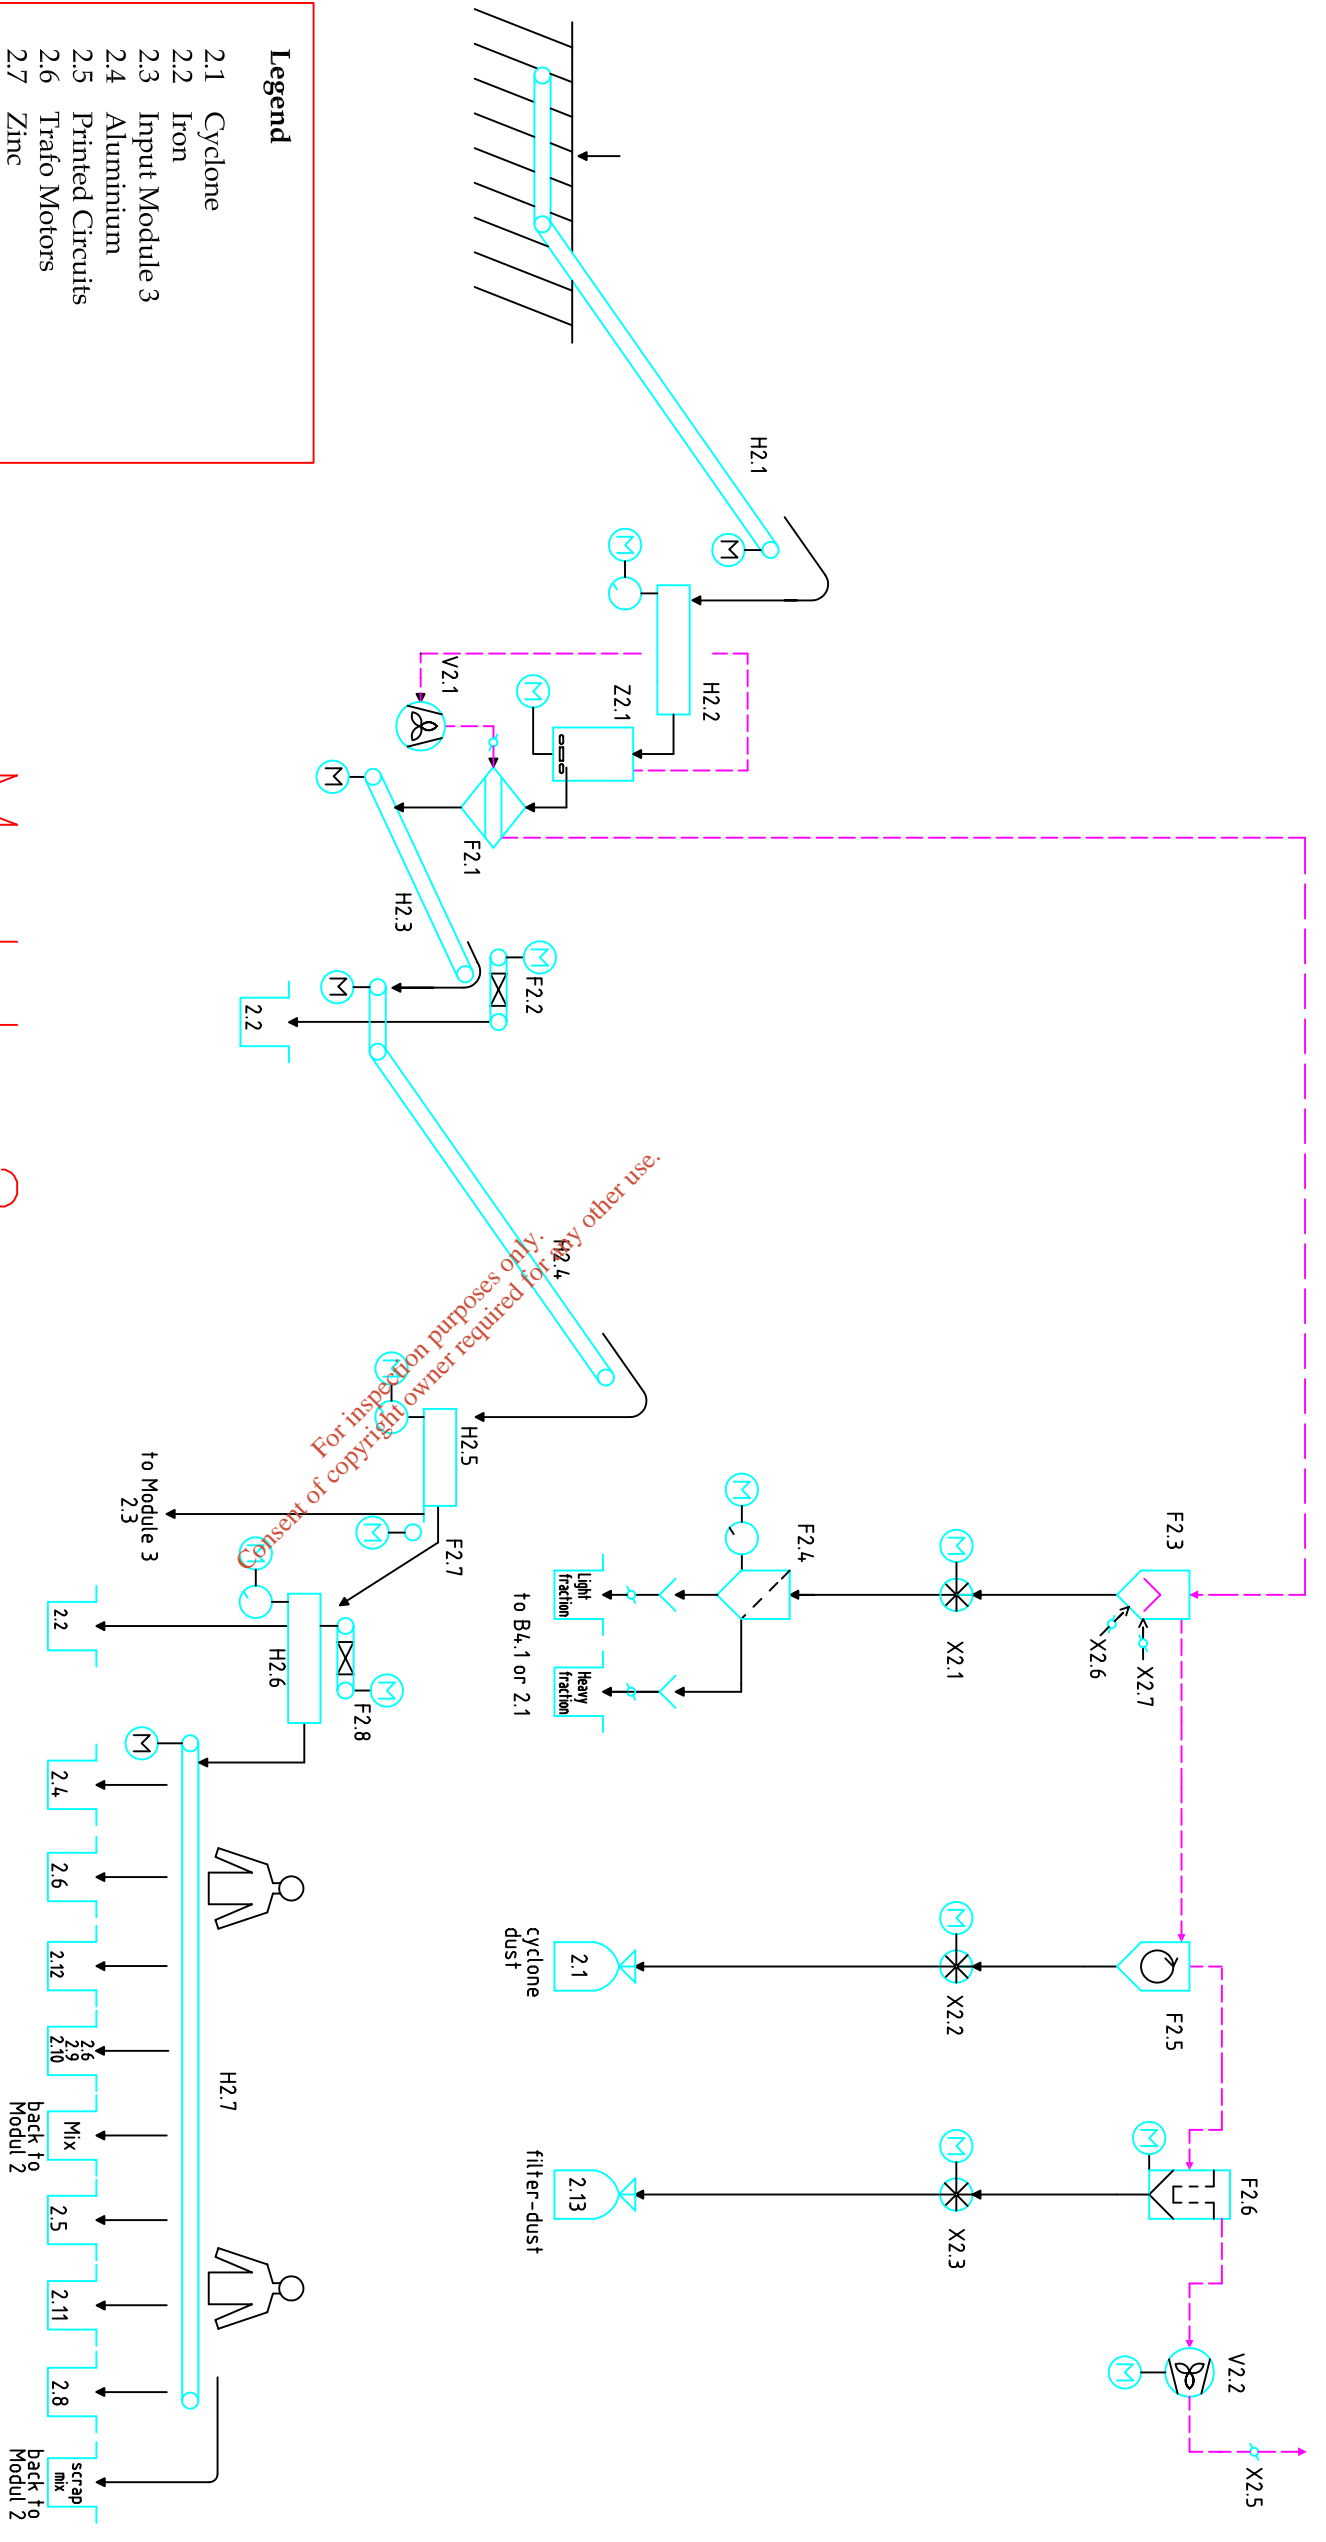 Legend
2.1 Cyclone
2.2 Iron
2.3 Input Module 3
2.4 Aluminium
2.5 Printed Circuits
2.6 Trafo Motors
2.7 Zinc
H2.1
M
M
H2.2
V2.1
Z2.1
M
F2.1
M
H2.3
M
F2.2
M
2.2
H2.4
M
H2.5
to Module 3
2.3
M
F2.7
M
2.2
H2.6
F2.8
M
M
H2.7
2.4
2.6
2.12
2.6
2.9
2.10
Mix
back to
Modul 2
2.5
2.11
2.8
scrap
mix
back to
Modul 2
F2.3
X2.7
X2.6
M
X2.1
F2.4
M
Light
fraction
Heavy
fraction
to B4.1 or 2.1
F2.5
M
X2.2
2.1
cyclone
dust
F2.6
M
M
X2.3
2.13
filter-dust
V2.2
M
X2.5
For inspection purposes only.
Consent of copyright owner required for any other use.